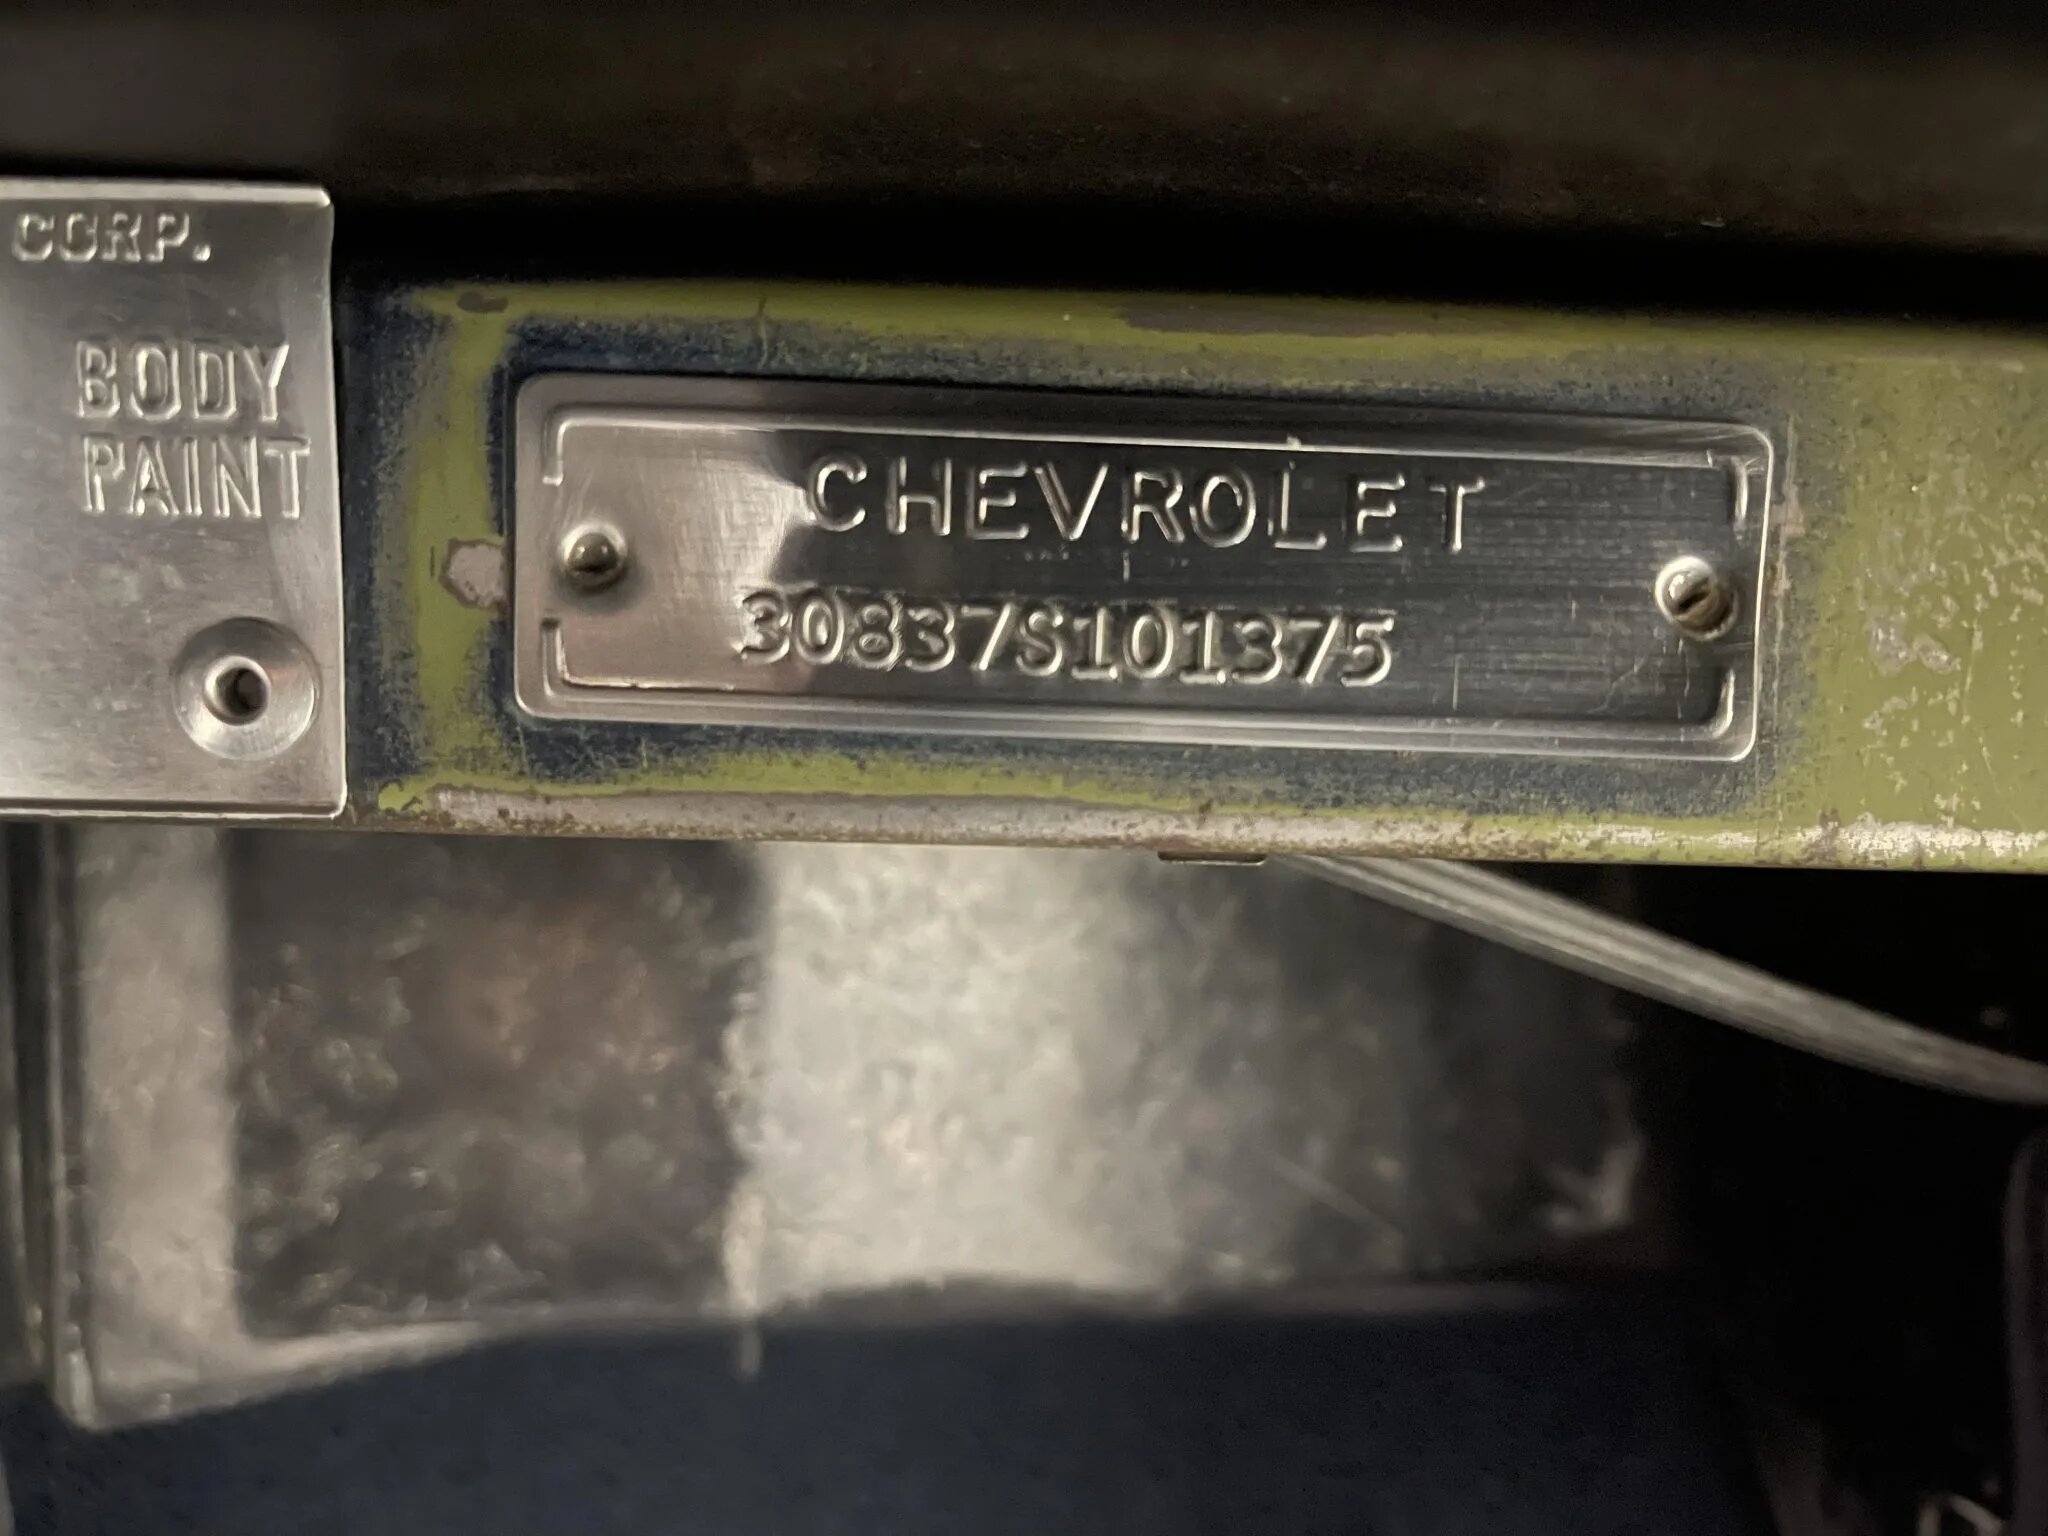 CORP.
BODY
PAINT
CHEVROLET
30837S101375